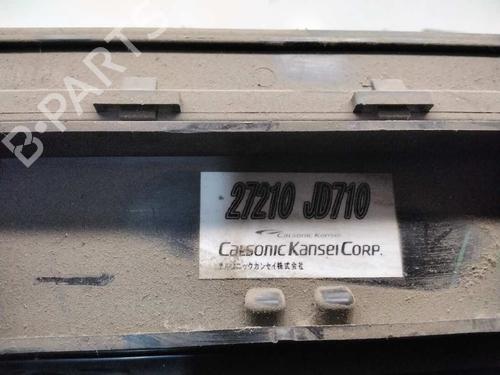 B-PARTS
27210 JD710
CALSONIC KANSEI
CALSONIC KANSEI CORP.
カルソニックカンセイ株式会社
B-PARTS